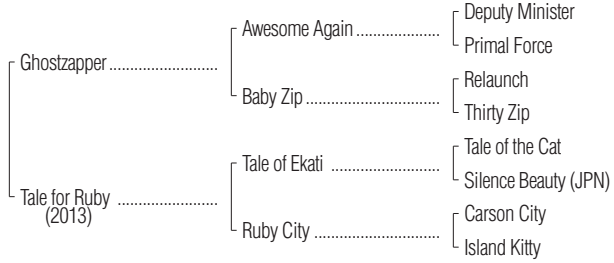 Deputy Minister
Awesome Again
Primal Force
Ghostzapper
Relaunch
Baby Zip
Thirty Zip
Tale of the Cat
Tale of Ekati
Silence Beauty (JPN)
Tale for Ruby
(2013)
Carson City
Ruby City
Island Kitty